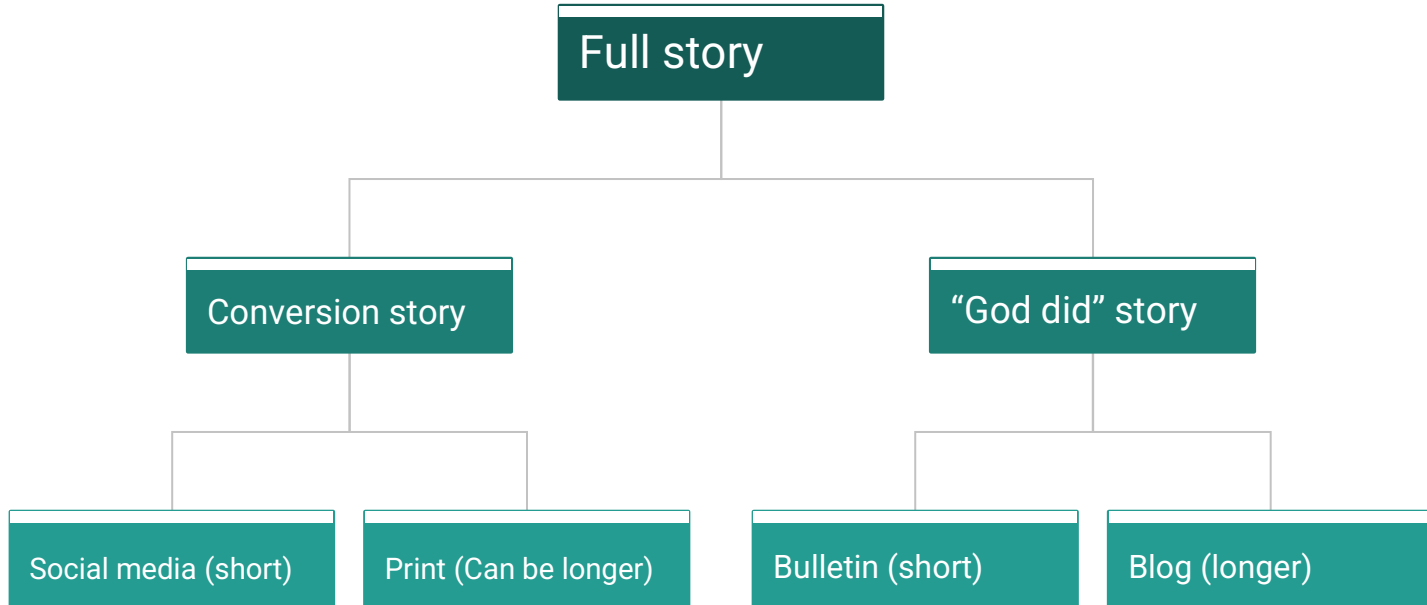 Full story
Conversion story
“God did” story
Social media (short)
Print (Can be longer)
Bulletin (short)
Blog (longer)